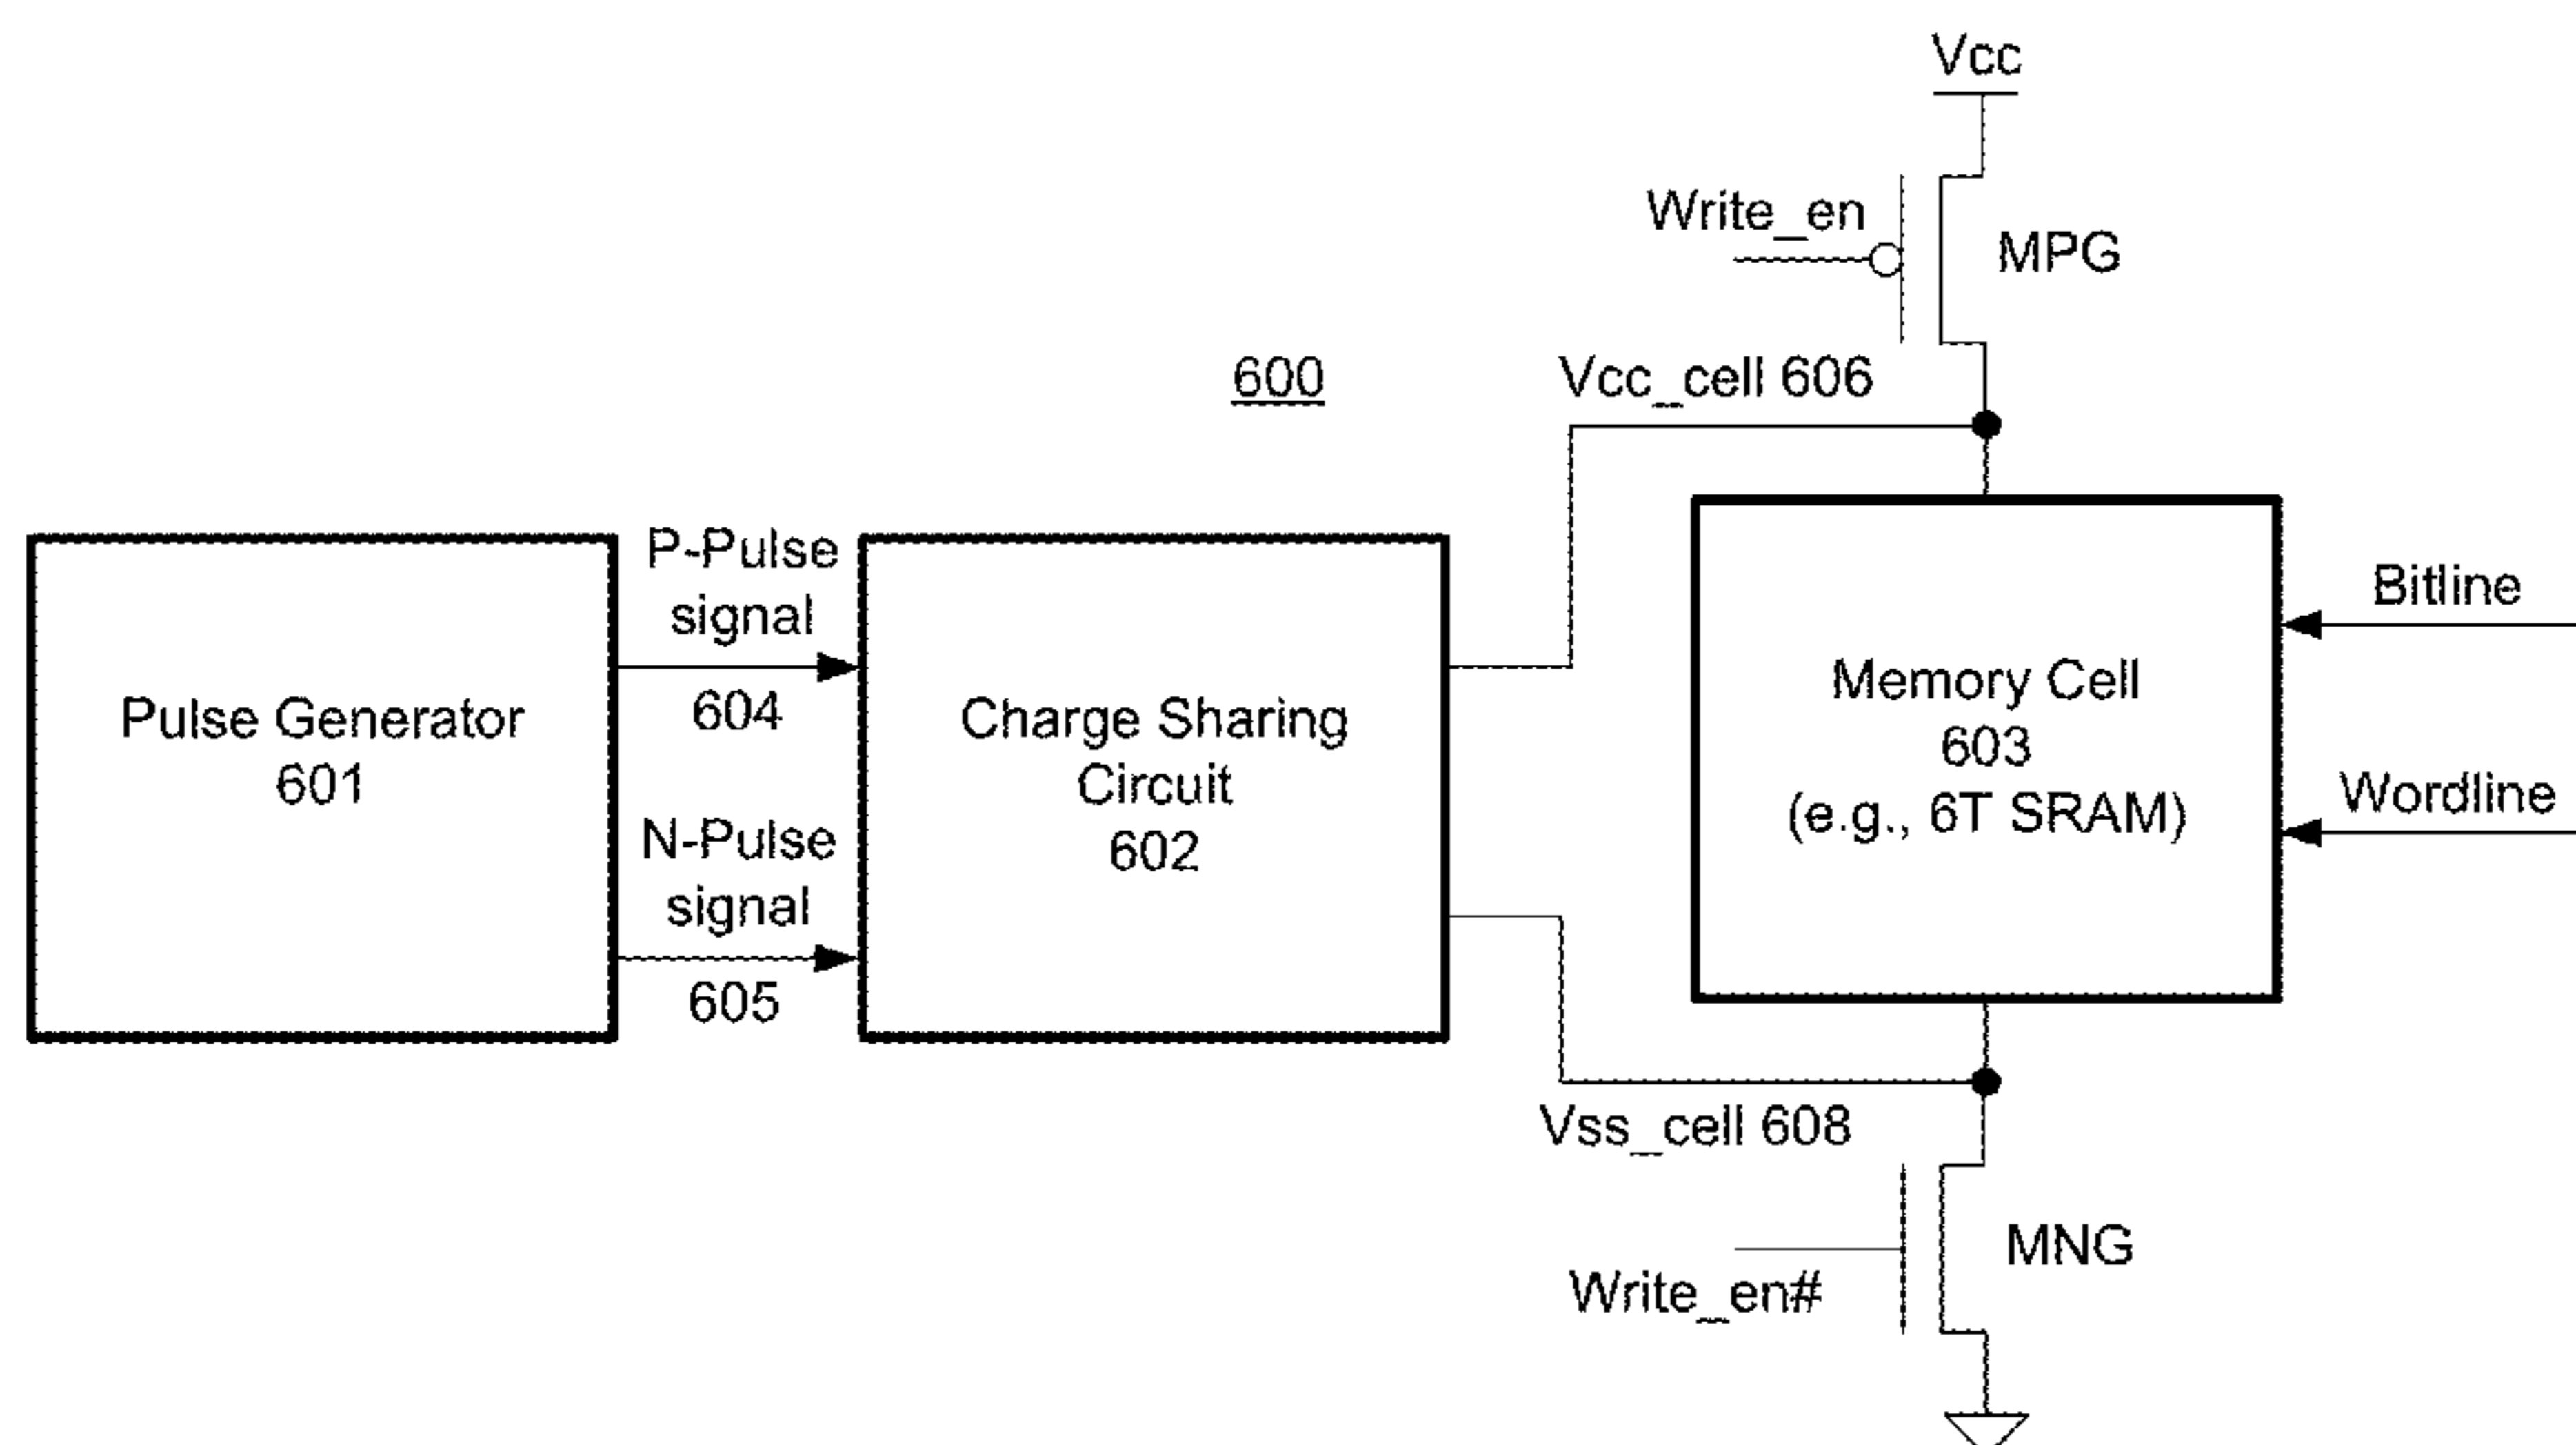 Vcc
Write_en
MPG
600
Vcc_cell 606
P-Pulse
signal
604
N-Pulse
signal
605
Pulse Generator
601
Charge Sharing
Circuit
602
Memory Cell
603
(e.g., 6T SRAM)
Bitline
Wordline
Vss_cell 608
MNG
Write_en#